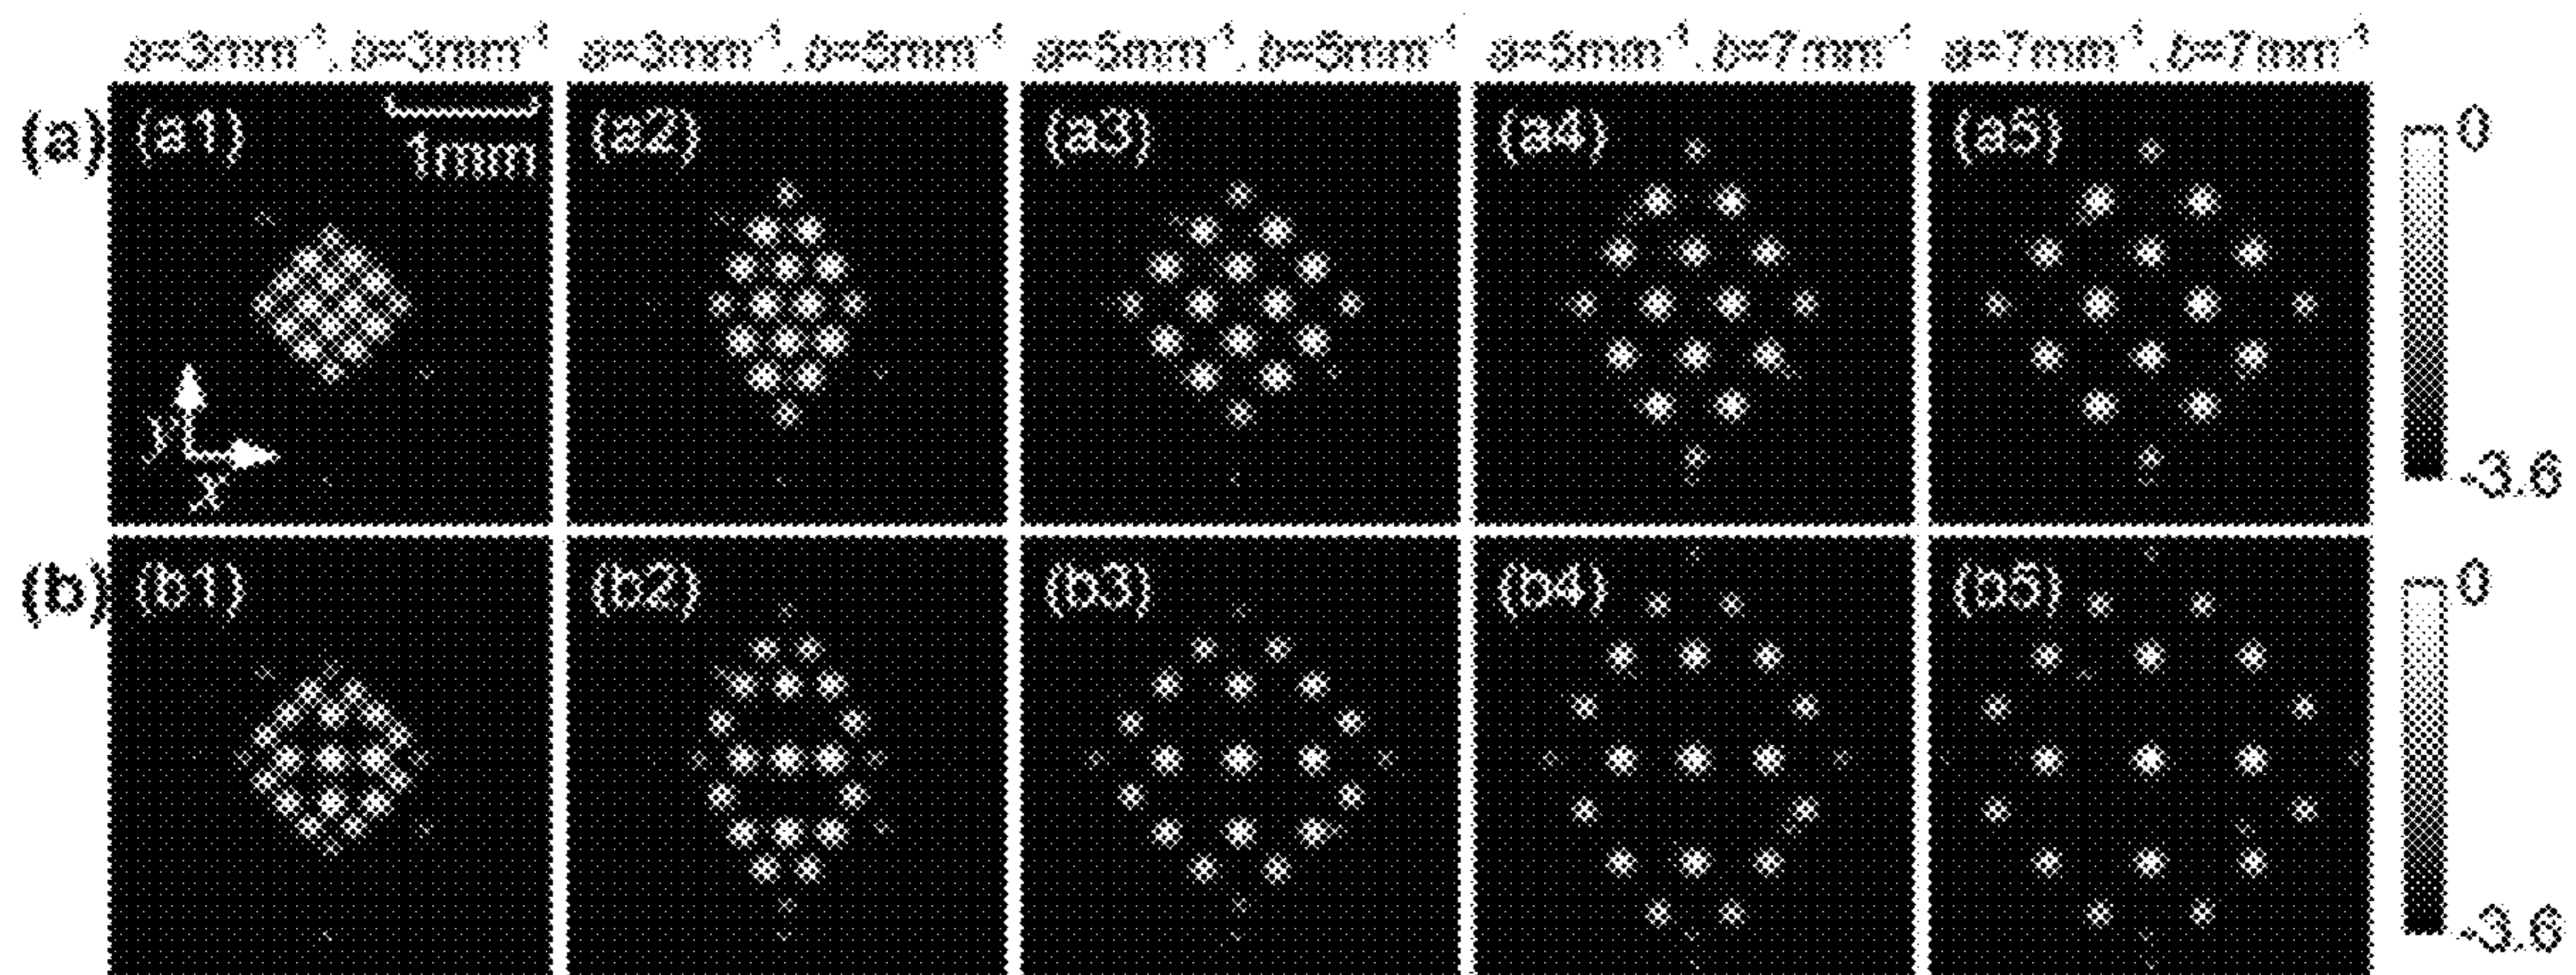 a=3mm⁻¹, b=3mm⁻¹ a=3mm⁻¹, b=5mm⁻¹ a=5mm⁻¹, b=5mm⁻¹ a=5mm⁻¹, b=7mm⁻¹ a=7mm⁻¹, b=7mm⁻¹
(a) (a1) (a2) (a3) (a4) (a5) 0
1mm
y
x
-3.6
(b) (b1) (b2) (b3) (b4) (b5) 0
-3.6